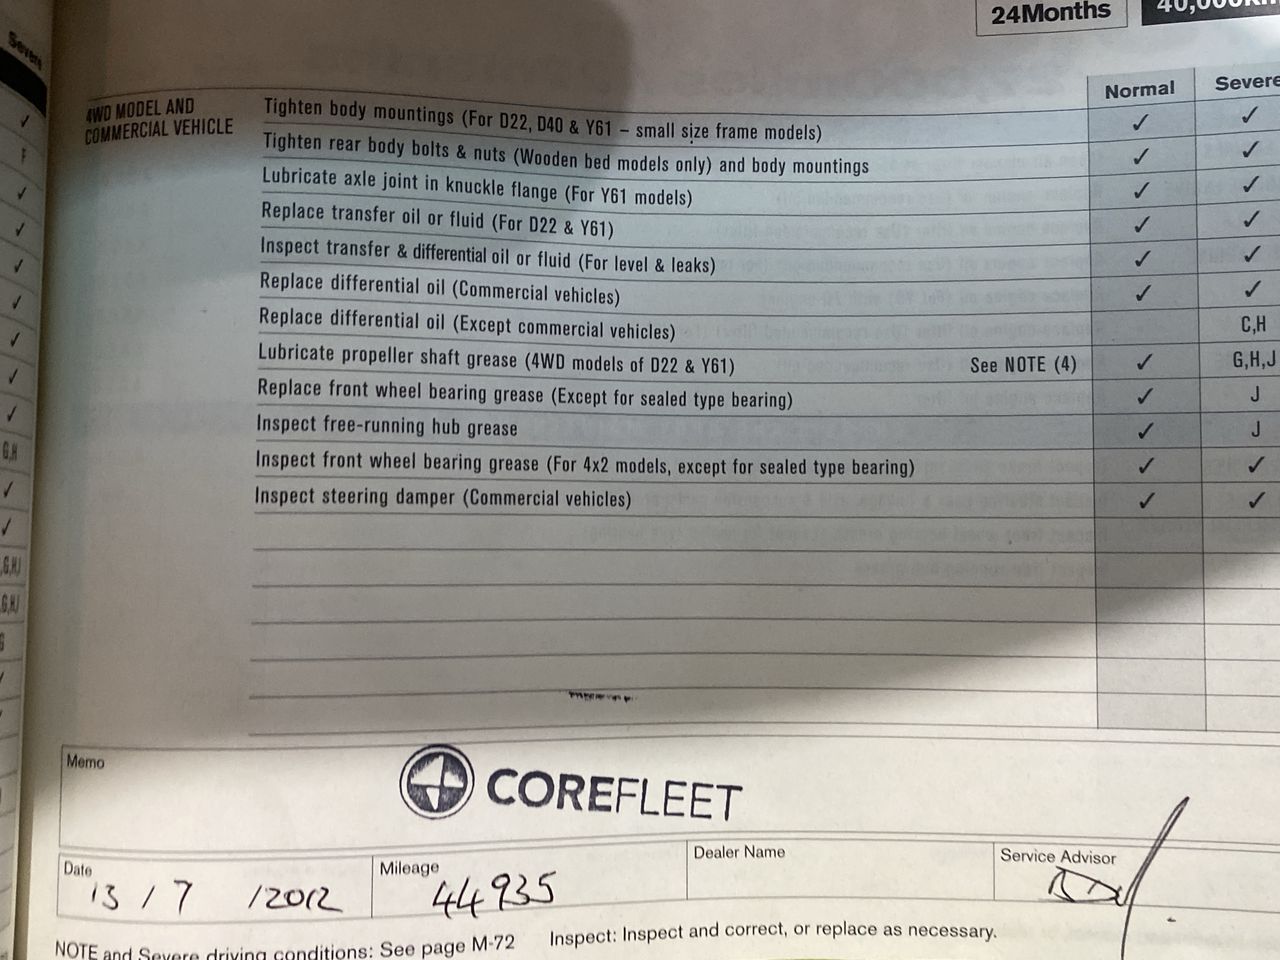 24Months
Severe
Normal Severe
4WD MODEL AND
COMMERCIAL VEHICLE
Tighten body mountings (For D22, D40 & Y61 – small size frame models) ✓ ✓
Tighten rear body bolts & nuts (Wooden bed models only) and body mountings ✓ ✓
Lubricate axle joint in knuckle flange (For Y61 models) ✓ ✓
Replace transfer oil or fluid (For D22 & Y61) ✓ ✓
Inspect transfer & differential oil or fluid (For level & leaks) ✓ ✓
Replace differential oil (Commercial vehicles) ✓ ✓
Replace differential oil (Except commercial vehicles) C,H
Lubricate propeller shaft grease (4WD models of D22 & Y61) See NOTE (4) ✓ G,H,J
Replace front wheel bearing grease (Except for sealed type bearing) ✓ J
Inspect free-running hub grease ✓ J
Inspect front wheel bearing grease (For 4x2 models, except for sealed type bearing) ✓ ✓
Inspect steering damper (Commercial vehicles) ✓ ✓
Memo
COREFLEET
Date
13 / 7 / 2012
Mileage
44935
Dealer Name
Service Advisor
NOTE and Severe driving conditions: See page M-72 Inspect: Inspect and correct, or replace as necessary.